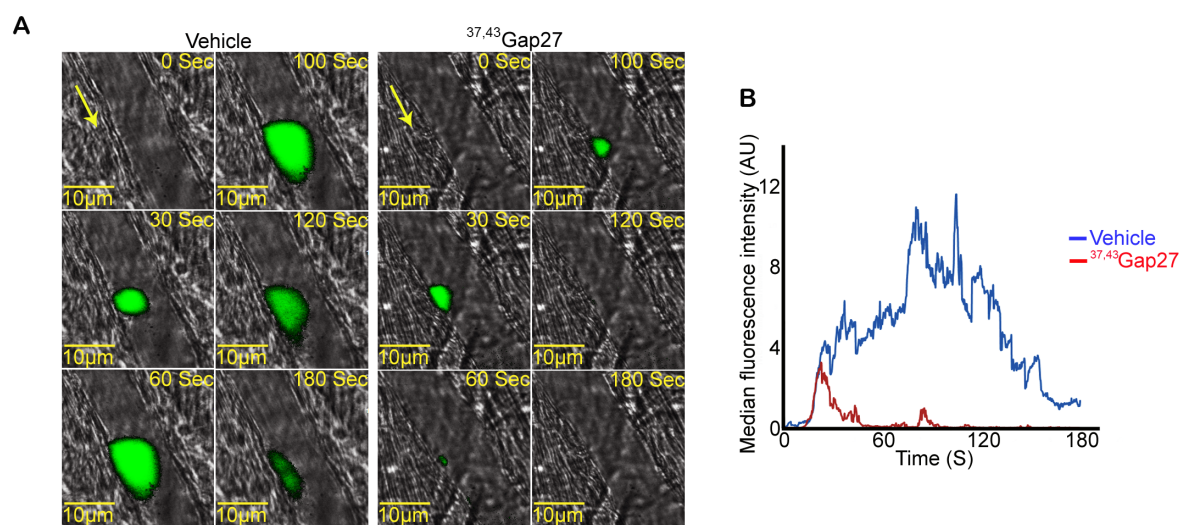 A
Vehicle
37,43Gap27
0 Sec
100 Sec
0 Sec
100 Sec
10μm
10μm
10μm
10μm
30 Sec
120 Sec
30 Sec
120 Sec
10μm
10μm
10μm
10μm
60 Sec
180 Sec
60 Sec
180 Sec
10μm
10μm
10μm
10μm
B
Median fluorescence intensity (AU)
12
8
4
0
0
60
120
180
Time (S)
Vehicle
37,43Gap27